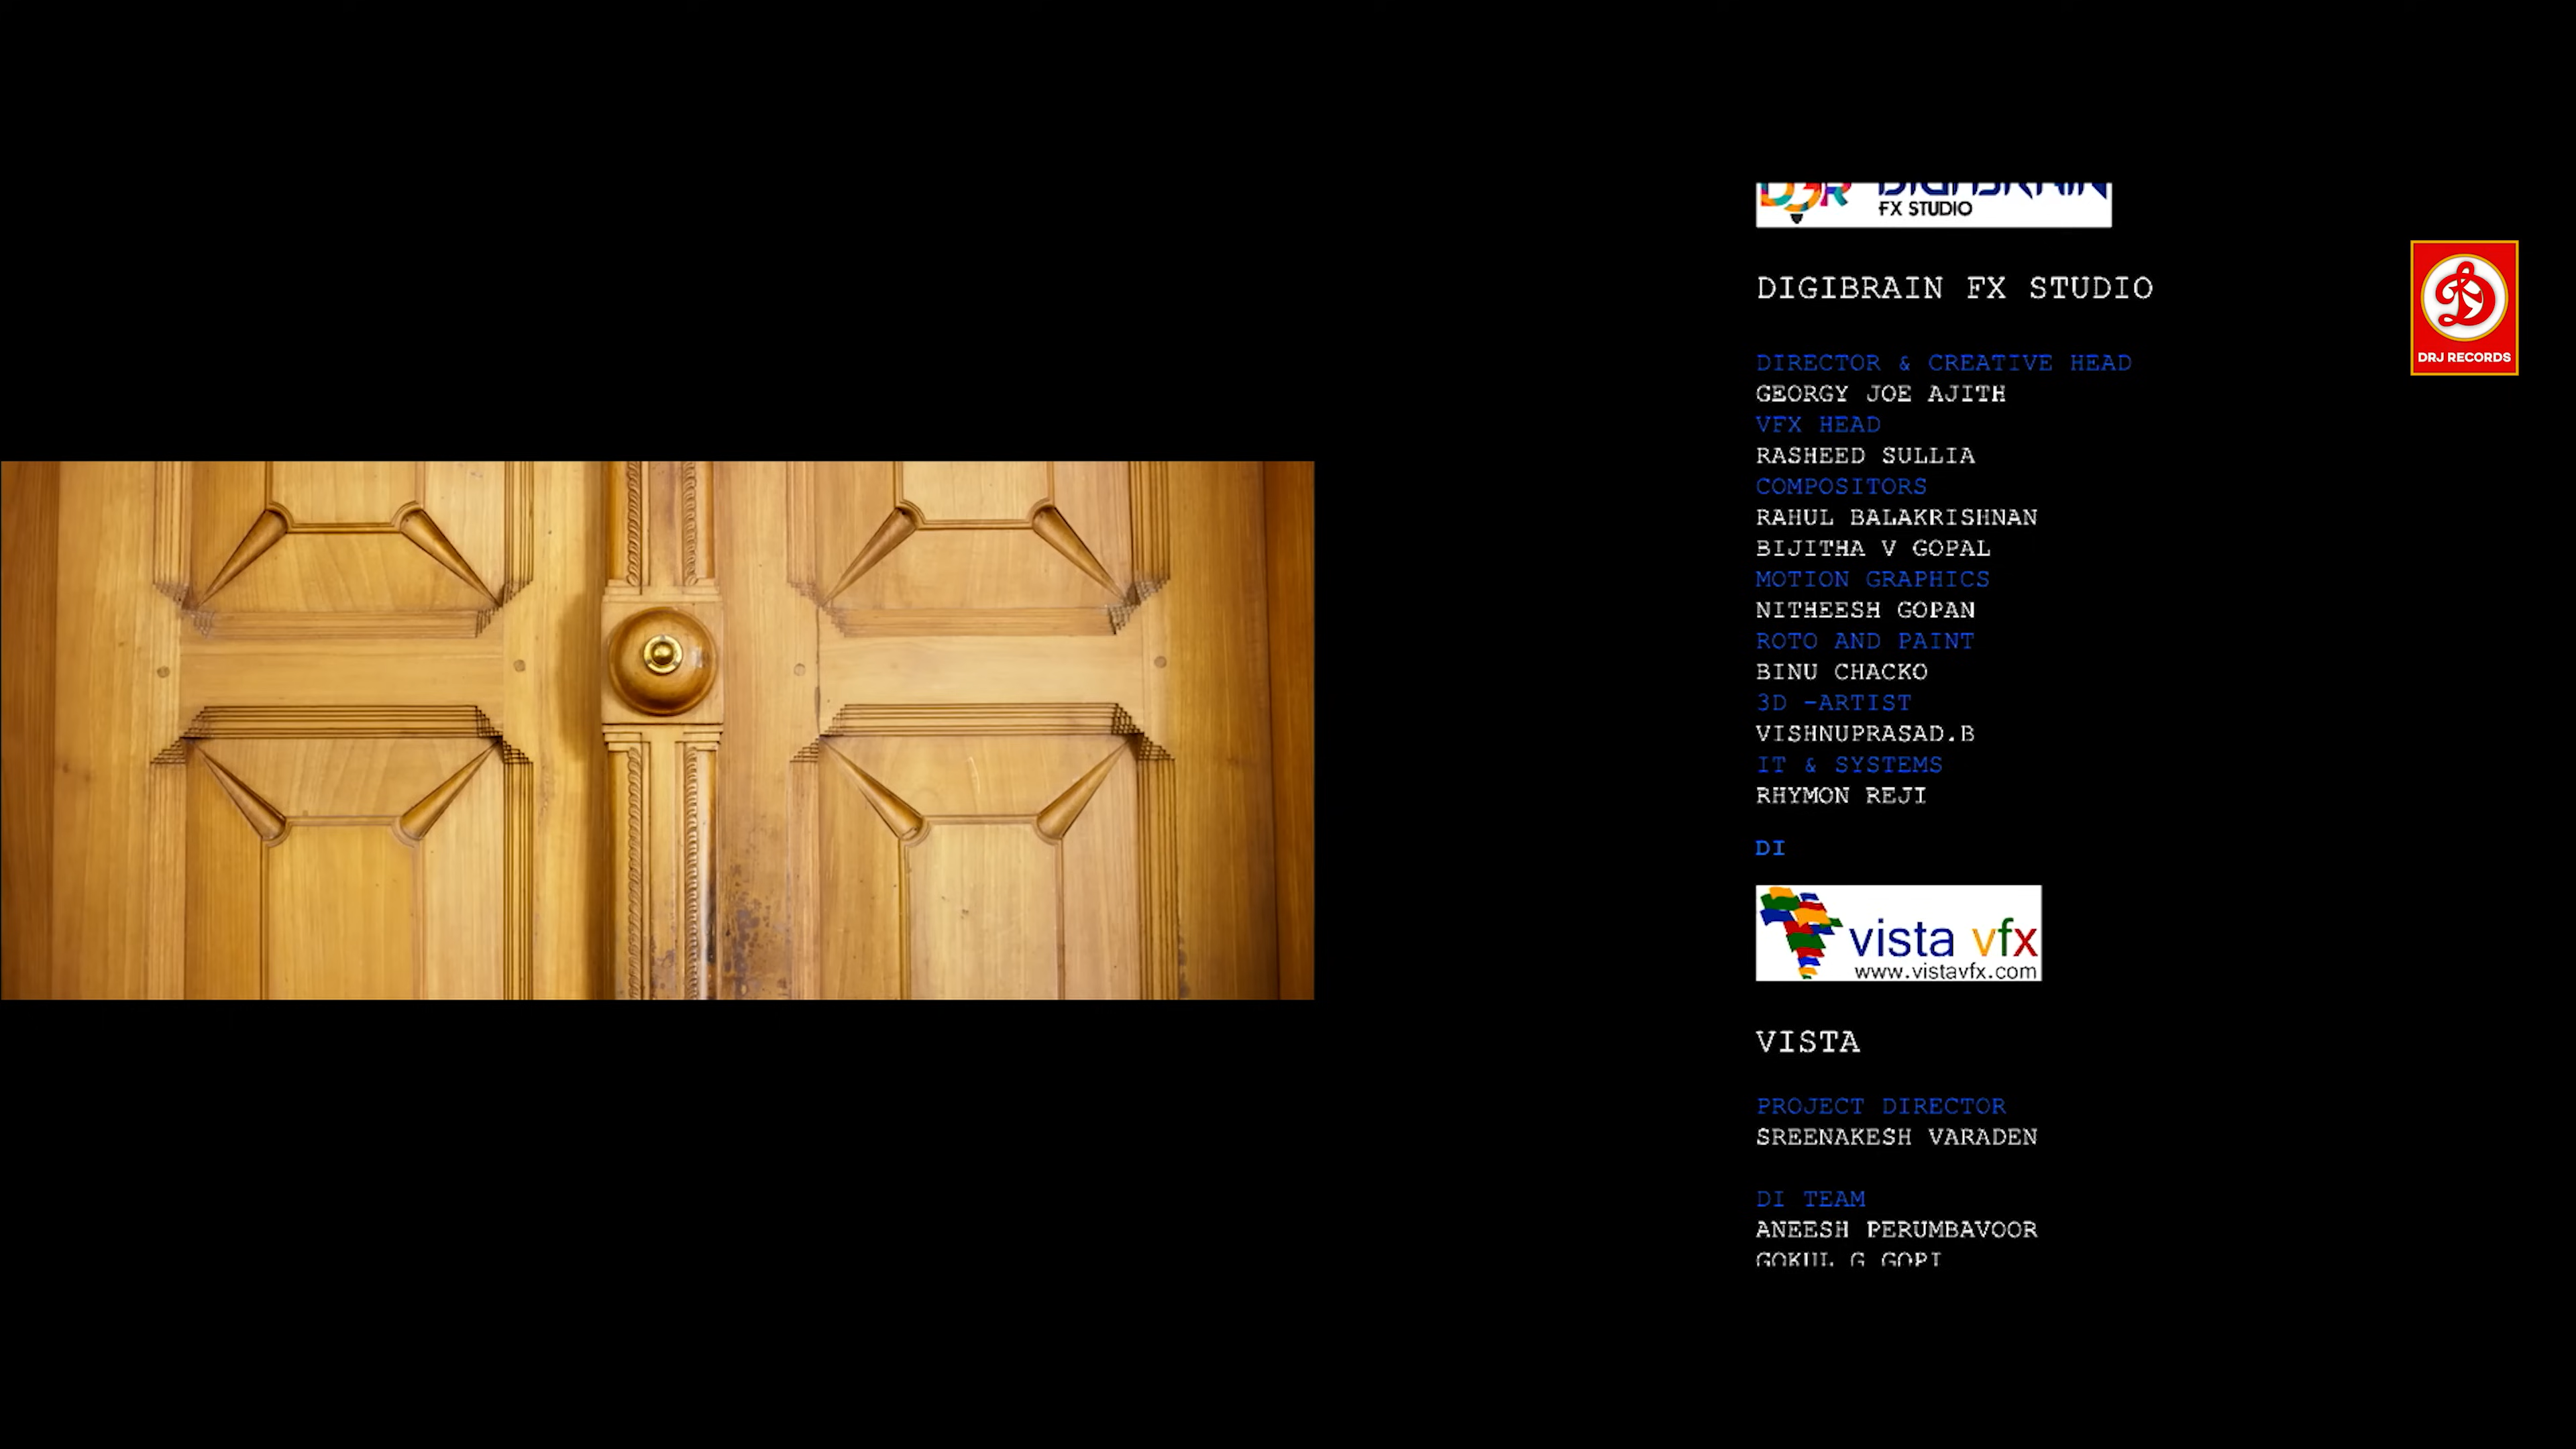 FX STUDIO
DIGIBRAIN FX STUDIO
DIRECTOR & CREATIVE HEAD
GEORGY JOE AJITH
VFX HEAD
RASHEED SULLIA
COMPOSITORS
RAHUL BALAKRISHNAN
BIJITHA V GOPAL
MOTION GRAPHICS
NITHEESH GOPAN
ROTO AND PAINT
BINU CHACKO
3D -ARTIST
VISHNUPRASAD.B
IT & SYSTEMS
RHYMON REJI
DI
vista vfx
www.vistavfx.com
VISTA
PROJECT DIRECTOR
SREENAKESH VARADEN
DI TEAM
ANEESH PERUMBAVOOR
GOKUL G GOPI
DRJ RECORDS